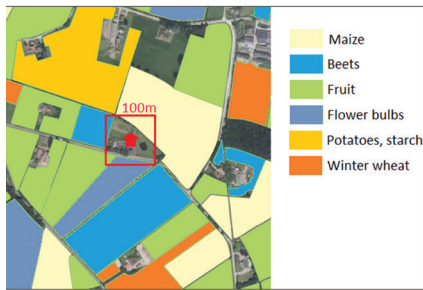 100m
Maize
Beets
Fruit
Flower bulbs
Potatoes, starch
Winter wheat